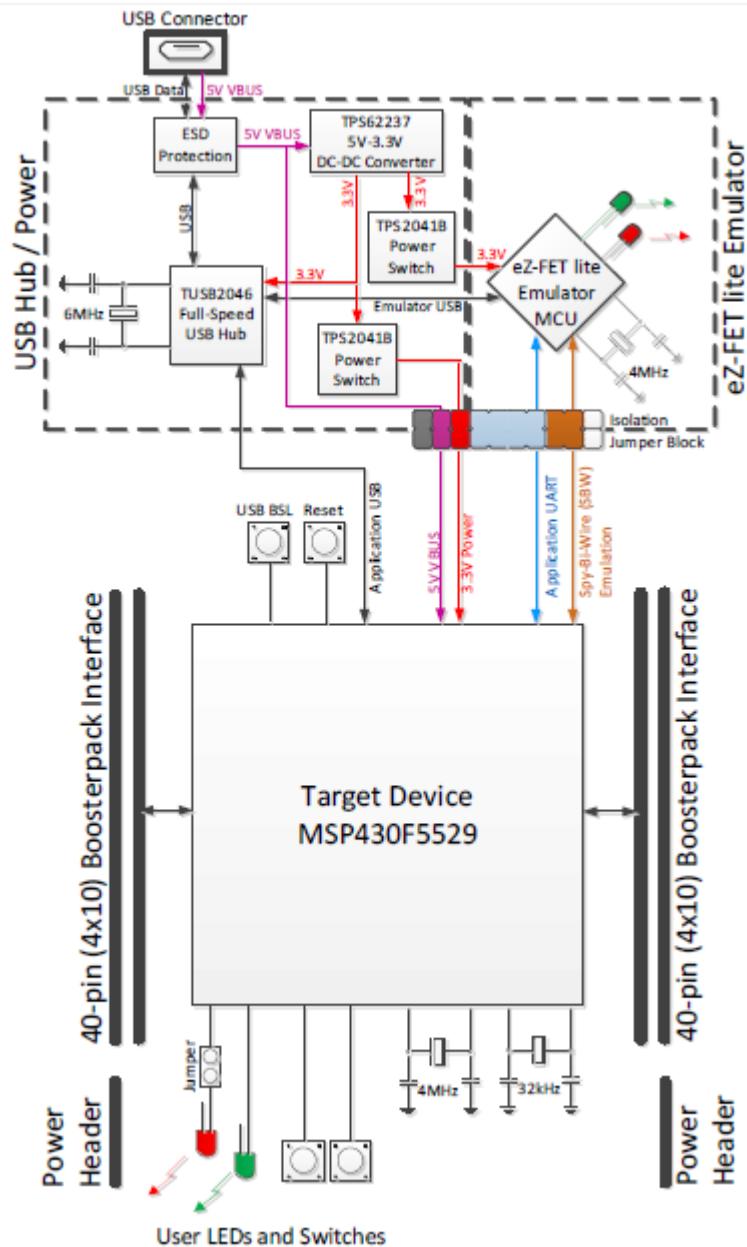 USB Connector
USB Data
5V VBUS
ESD
Protection
5V VBUS
TPS62237
5V-3.3V
DC-DC Converter
3.3V
3.3V
TPS2041B
Power
Switch
3.3V
eZ-FET lite
Emulator
MCU
USB
USB Hub / Power
eZ-FET lite Emulator
TUSB2046
Full-Speed
USB Hub
3.3V
Emulator USB
6MHz
TPS2041B
Power
Switch
4MHz
Isolation
Jumper Block
USB BSL
Reset
Application USB
5V VBUS
3.3V Power
Application UART
Spy-Bi-Wire (SBW)
Emulation
40-pin (4x10) Boosterpack Interface
Target Device
MSP430F5529
40-pin (4x10) Boosterpack Interface
Jumper
4MHz
32kHz
Power
Header
Power
Header
User LEDs and Switches